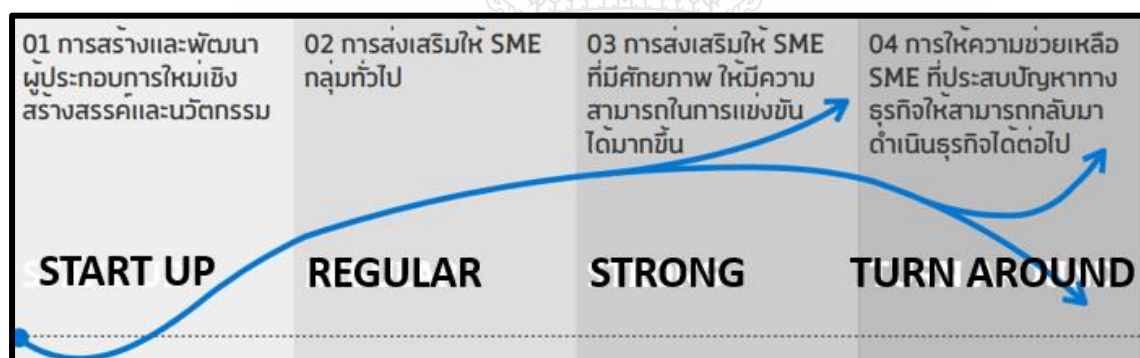 01 การสร้างและพัฒนา
ผู้ประกอบการใหม่เชิง
สร้างสรรค์และนวัตกรรม
02 การส่งเสริมให้ SME
กลุ่มทั่วไป
03 การส่งเสริมให้ SME
ที่มีศักยภาพ ให้มีความ
สามารถในการแข่งขัน
ได้มากขึ้น
04 การให้ความช่วยเหลือ
SME ที่ประสบปัญหาทาง
ธุรกิจให้สามารถกลับมา
ดำเนินธุรกิจได้ต่อไป
START UP
REGULAR
STRONG
TURN AROUND